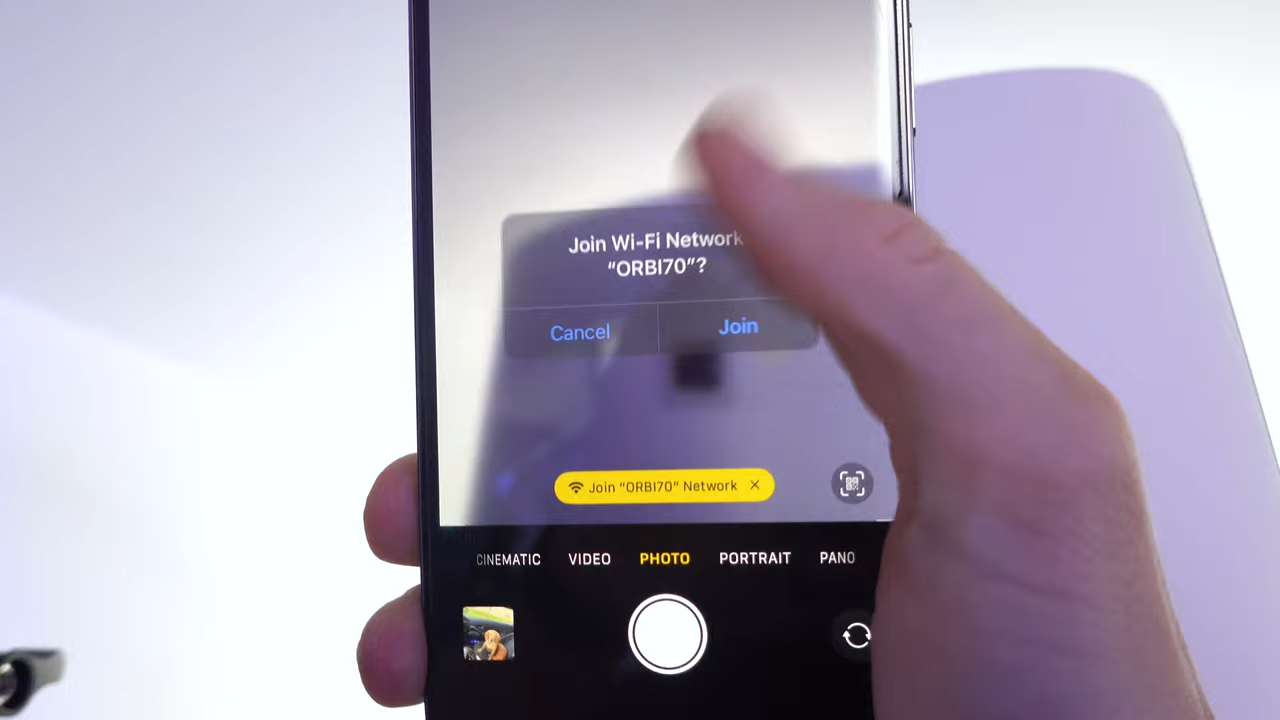 Join Wi-Fi Network
“ORBI70”?
Cancel
Join
Join “ORBI70” Network
CINEMATIC VIDEO PHOTO PORTRAIT PANO